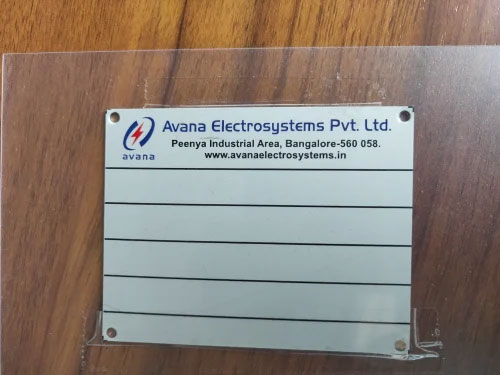 Avana Electrosystems Pvt. Ltd.
avana
Peenya Industrial Area, Bangalore-560 058.
www.avanaelectrosystems.in